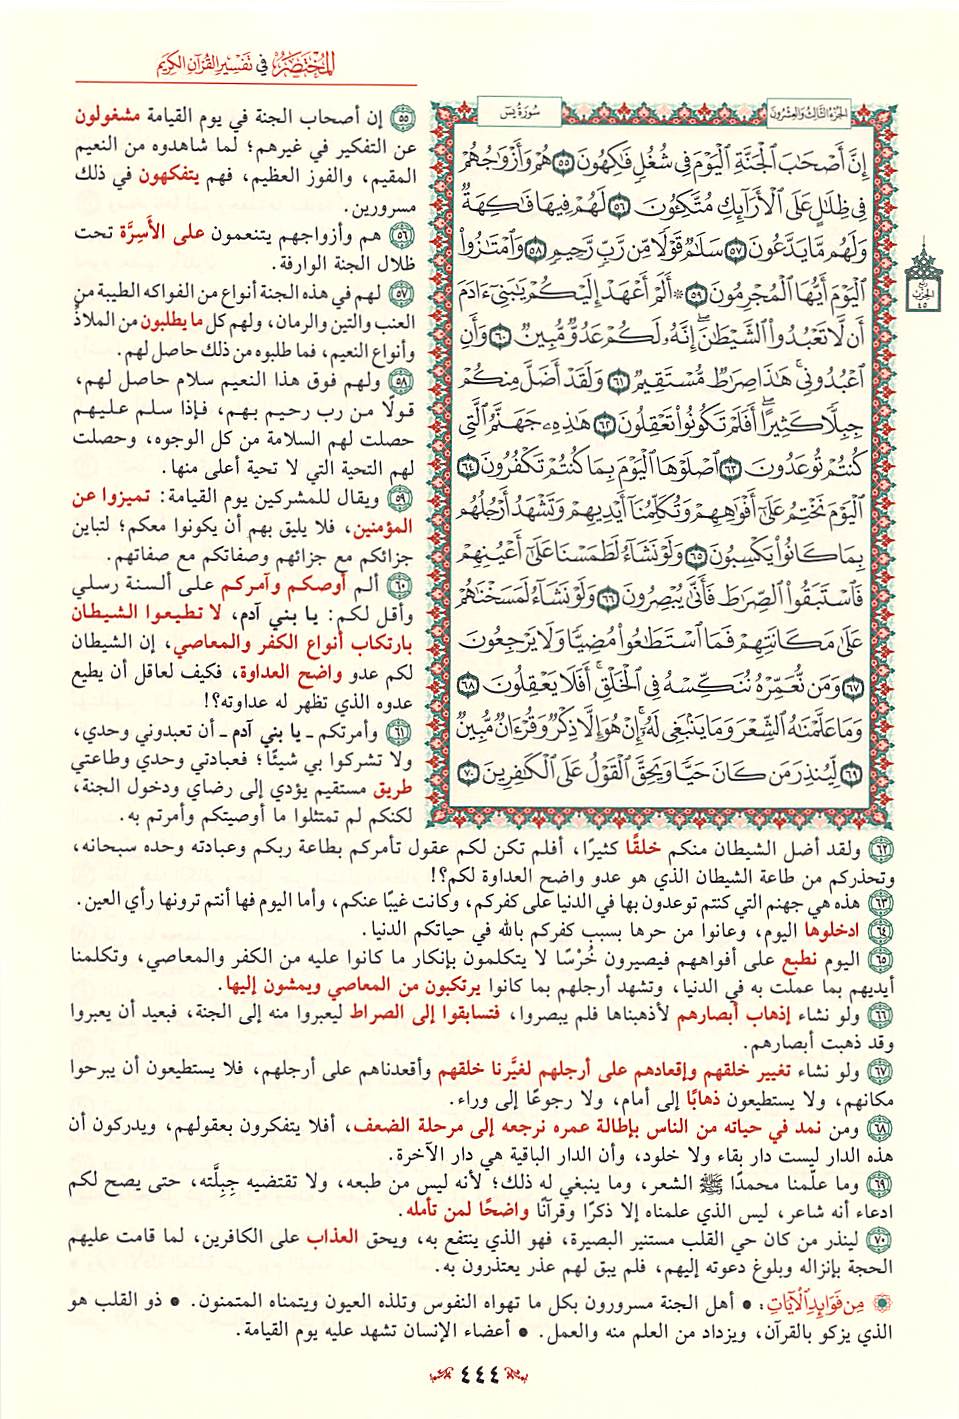 المختصر في تفسير القرآن الكريم
الجزء الثالث والعشرون
سورة يس
إِنَّ أَصْحَٰبَ ٱلْجَنَّةِ ٱلْيَوْمَ فِى شُغُلٍ فَٰكِهُونَ ٥٥ هُمْ وَأَزْوَٰجُهُمْ
فِى ظِلَٰلٍ عَلَى ٱلْأَرَآئِكِ مُتَّكِـُٔونَ ٥٦ لَهُمْ فِيهَا فَٰكِهَةٌ
وَلَهُم مَّا يَدَّعُونَ ٥٧ سَلَٰمٌ قَوْلًا مِّن رَّبٍّ رَّحِيمٍ ٥٨ وَٱمْتَٰزُوا۟
ٱلْيَوْمَ أَيُّهَا ٱلْمُجْرِمُونَ ٥٩ ۞ أَلَمْ أَعْهَدْ إِلَيْكُمْ يَٰبَنِىٓ ءَادَمَ
أَن لَّا تَعْبُدُوا۟ ٱلشَّيْطَٰنَ ۖ إِنَّهُۥ لَكُمْ عَدُوٌّ مُّبِينٌ ٦٠ وَأَنِ
ٱعْبُدُونِى ۚ هَٰذَا صِرَٰطٌ مُّسْتَقِيمٌ ٦١ وَلَقَدْ أَضَلَّ مِنكُمْ
جِبِلًّا كَثِيرًا ۖ أَفَلَمْ تَكُونُوا۟ تَعْقِلُونَ ٦٢ هَٰذِهِۦ جَهَنَّمُ ٱلَّتِى
كُنتُمْ تُوعَدُونَ ٦٣ ٱصْلَوْهَا ٱلْيَوْمَ بِمَا كُنتُمْ تَكْفُرُونَ ٦٤
ٱلْيَوْمَ نَخْتِمُ عَلَىٰٓ أَفْوَٰهِهِمْ وَتُكَلِّمُنَآ أَيْدِيهِمْ وَتَشْهَدُ أَرْجُلُهُم
بِمَا كَانُوا۟ يَكْسِبُونَ ٦٥ وَلَوْ نَشَآءُ لَطَمَسْنَا عَلَىٰٓ أَعْيُنِهِمْ
فَٱسْتَبَقُوا۟ ٱلصِّرَٰطَ فَأَنَّىٰ يُبْصِرُونَ ٦٦ وَلَوْ نَشَآءُ لَمَسَخْنَٰهُمْ
عَلَىٰ مَكَانَتِهِمْ فَمَا ٱسْتَطَٰعُوا۟ مُضِيًّا وَلَا يَرْجِعُونَ
٦٧ وَمَن نُّعَمِّرْهُ نُنَكِّسْهُ فِى ٱلْخَلْقِ ۖ أَفَلَا يَعْقِلُونَ ٦٨
وَمَا عَلَّمْنَٰهُ ٱلشِّعْرَ وَمَا يَنۢبَغِى لَهُۥٓ ۚ إِنْ هُوَ إِلَّا ذِكْرٌ وَقُرْءَانٌ مُّبِينٌ
٦٩ لِّيُنذِرَ مَن كَانَ حَيًّا وَيَحِقَّ ٱلْقَوْلُ عَلَى ٱلْكَٰفِرِينَ ٧٠
ربع
الحزب
٤٥
٥٥ إن أصحاب الجنة في يوم القيامة مشغولون
عن التفكير في غيرهم؛ لما شاهدوه من النعيم
المقيم، والفوز العظيم، فهم يتفكهون في ذلك
مسرورين.
٥٦ هم وأزواجهم يتنعمون على الأَسِرَّة تحت
ظلال الجنة الوارفة.
٥٧ لهم في هذه الجنة أنواع من الفواكه الطيبة من
العنب والتين والرمان، ولهم كل ما يطلبون من الملاذِّ
وأنواع النعيم، فما طلبوه من ذلك حاصل لهم.
٥٨ ولهم فوق هذا النعيم سلام حاصل لهم،
قولًا من رب رحيم بهم، فإذا سلم عليهم
حصلت لهم السلامة من كل الوجوه، وحصلت
لهم التحية التي لا تحية أعلى منها.
٥٩ ويقال للمشركين يوم القيامة: تميزوا عن
المؤمنين، فلا يليق بهم أن يكونوا معكم؛ لتباين
جزائكم مع جزائهم وصفاتكم مع صفاتهم.
٦٠ ألم أوصكم وآمركم على ألسنة رسلي
وأقل لكم: يا بني آدم، لا تطيعوا الشيطان
بارتكاب أنواع الكفر والمعاصي، إن الشيطان
لكم عدو واضح العداوة، فكيف لعاقل أن يطيع
عدوه الذي تظهر له عداوته؟!
٦١ وأمرتكم ـ يا بني آدم ـ أن تعبدوني وحدي،
ولا تشركوا بي شيئًا؛ فعبادتي وحدي وطاعتي
طريق مستقيم يؤدي إلى رضاي ودخول الجنة،
لكنكم لم تمتثلوا ما أوصيتكم وأمرتم به.
٦٢ ولقد أضل الشيطان منكم خلقًا كثيرًا، أفلم تكن لكم عقول تأمركم بطاعة ربكم وعبادته وحده سبحانه،
وتحذركم من طاعة الشيطان الذي هو عدو واضح العداوة لكم؟!
٦٣ هذه هي جهنم التي كنتم توعدون بها في الدنيا على كفركم، وكانت غيبًا عنكم، وأما اليوم فها أنتم ترونها رأي العين.
٦٤ ادخلوها اليوم، وعانوا من حرها بسبب كفركم بالله في حياتكم الدنيا.
٦٥ اليوم نطبع على أفواههم فيصيرون خُرْسًا لا يتكلمون بإنكار ما كانوا عليه من الكفر والمعاصي، وتكلمنا
أيديهم بما عملت به في الدنيا، وتشهد أرجلهم بما كانوا يرتكبون من المعاصي ويمشون إليها.
٦٦ ولو نشاء إذهاب أبصارهم لأذهبناها فلم يبصروا، فتسابقوا إلى الصراط ليعبروا منه إلى الجنة، فبعيد أن يعبروا
وقد ذهبت أبصارهم.
٦٧ ولو نشاء تغيير خلقهم وإقعادهم على أرجلهم لغيَّرنا خلقهم وأقعدناهم على أرجلهم، فلا يستطيعون أن يبرحوا
مكانهم، ولا يستطيعون ذهابًا إلى أمام، ولا رجوعًا إلى وراء.
٦٨ ومن نمد في حياته من الناس بإطالة عمره نرجعه إلى مرحلة الضعف، أفلا يتفكرون بعقولهم، ويدركون أن
هذه الدار ليست دار بقاء ولا خلود، وأن الدار الباقية هي دار الآخرة.
٦٩ وما علّمنا محمدًا ﷺ الشعر، وما ينبغي له ذلك؛ لأنه ليس من طبعه، ولا تقتضيه جِبِلَّته، حتى يصح لكم
ادعاء أنه شاعر، ليس الذي علمناه إلا ذكرًا وقرآنًا واضحًا لمن تأمله.
٧٠ لينذر من كان حي القلب مستنير البصيرة، فهو الذي ينتفع به، ويحق العذاب على الكافرين، لما قامت عليهم
الحجة بإنزاله وبلوغ دعوته إليهم، فلم يبق لهم عذر يعتذرون به.
من فوائد الآيات: • أهل الجنة مسرورون بكل ما تهواه النفوس وتلذه العيون ويتمناه المتمنون. • ذو القلب هو
الذي يزكو بالقرآن، ويزداد من العلم منه والعمل. • أعضاء الإنسان تشهد عليه يوم القيامة.
٤٤٤